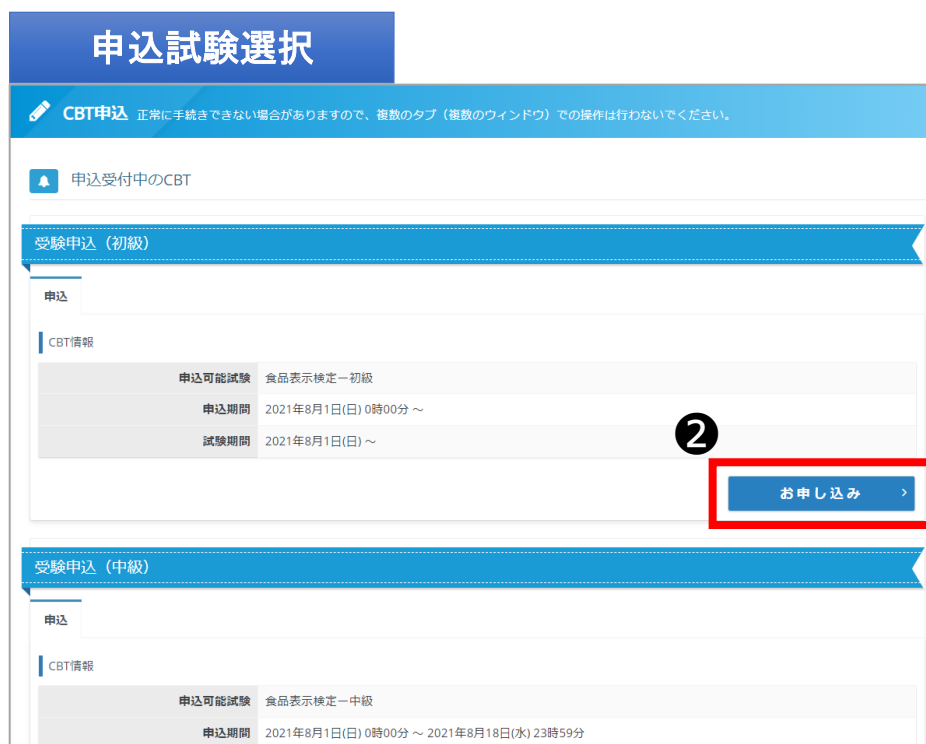 申込試験選択
CBT申込 正常に手続きできない場合がありますので、複数のタブ（複数のウィンドウ）での操作は行わないでください。
申込受付中のCBT
受験申込（初級）
申込
CBT情報
申込可能試験 食品表示検定ー初級
申込期間 2021年8月1日(日) 0時00分 ～
試験期間 2021年8月1日(日) ～
❷
お申し込み ›
受験申込（中級）
申込
CBT情報
申込可能試験 食品表示検定ー中級
申込期間 2021年8月1日(日) 0時00分 ～ 2021年8月18日(水) 23時59分